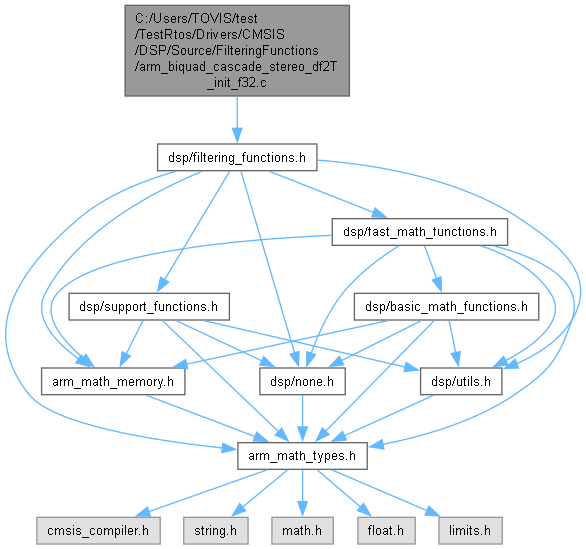 C:/Users/TOVIS/test
/TestRtos/Drivers/CMSIS
/DSP/Source/FilteringFunctions
/arm_biquad_cascade_stereo_df2T
_init_f32.c
dsp/filtering_functions.h
dsp/fast_math_functions.h
dsp/support_functions.h
dsp/basic_math_functions.h
arm_math_memory.h
dsp/none.h
dsp/utils.h
arm_math_types.h
cmsis_compiler.h
string.h
math.h
float.h
limits.h